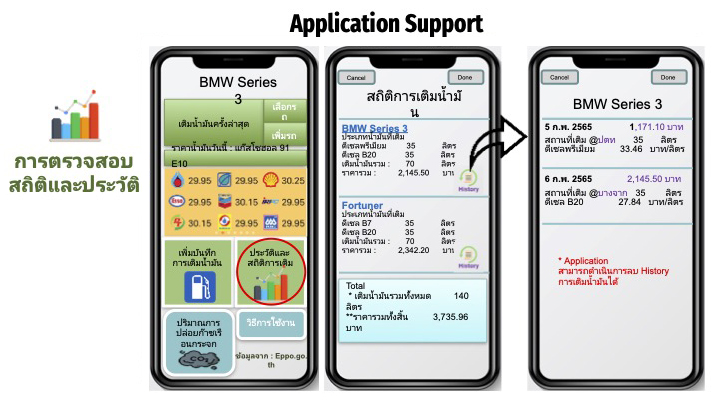 Application Support
การตรวจสอบ
สถิติและประวัติ
BMW Series
3
เติมน้ำมันครั้งล่าสุด
เลือกร
ถ
เพิ่มรถ
ราคาน้ำมันวันนี้ : แก๊สโซฮอล 91
E10
29.95 29.95 30.25
Esso 29.95 30.15 29.95
30.15 29.95 29.95
เพิ่มบันทึก
การเติมน้ำมัน
ประวัติและ
สถิติการเติม
ปริมาณการ
ปล่อยก๊าซเรื
อนกระจก
CO2
วิธีการใช้งาน
ข้อมูลจาก : Eppo.go.
th
Cancel Done
สถิติการเติมน้ำมั
น
BMW Series 3
ประเภทน้ำมันที่เติม
ดีเซลพรีเมียม 35 ลิตร
ดีเซล B20 35 ลิตร
เติมน้ำมันรวม : 70 ลิตร
ราคารวม : 2,145.50 บาท
History
Fortuner
ประเภทน้ำมันที่เติม
ดีเซล B7 35 ลิตร
ดีเซล B20 35 ลิตร
เติมน้ำมันรวม : 70 ลิตร
ราคารวม : 2,342.20 บาท
History
Total
* เติมน้ำมันรวมทั้งหมด 140
ลิตร
**ราคารวมทั้งสิ้น 3,735.96
บาท
Cancel Done
BMW Series 3
5 ก.พ. 2565 1,171.10 บาท
สถานที่เติม @ปตท 35 ลิตร
ดีเซลพรีเมียม 33.46 บาท/ลิตร
6 ก.พ. 2565 2,145.50 บาท
สถานที่เติม @บางจาก 35 ลิตร
ดีเซล B20 27.84 บาท/ลิตร
* Application
สามารถดำเนินการลบ History
การเติมน้ำมันได้